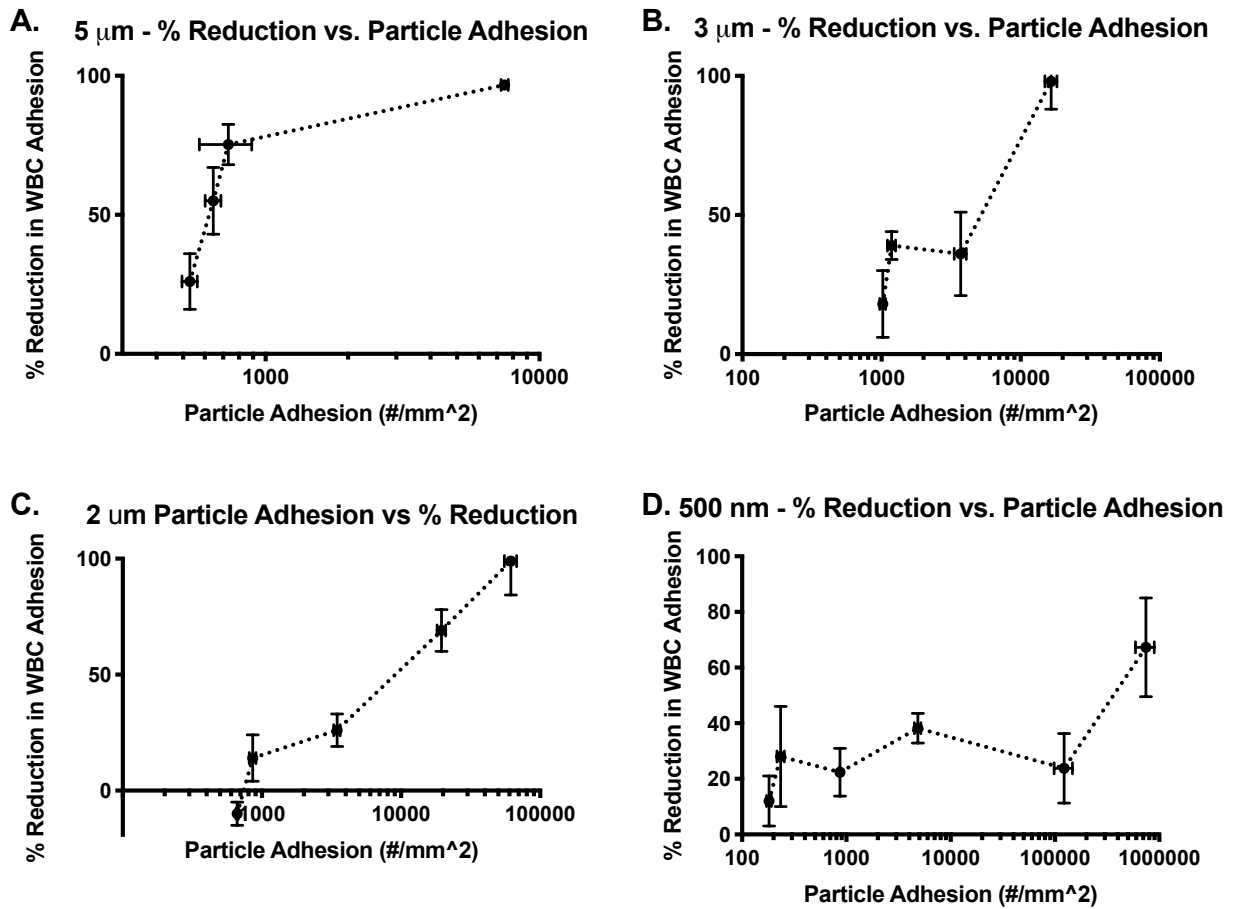 A. 5 μm - % Reduction vs. Particle Adhesion
% Reduction in WBC Adhesion
100
50
0
1000 10000
Particle Adhesion (#/mm^2)
B. 3 μm - % Reduction vs. Particle Adhesion
% Reduction in WBC Adhesion
100
50
0
100 1000 10000 100000
Particle Adhesion (#/mm^2)
C. 2 um Particle Adhesion vs % Reduction
% Reduction in WBC Adhesion
100
50
0
1000 10000 100000
Particle Adhesion (#/mm^2)
D. 500 nm - % Reduction vs. Particle Adhesion
% Reduction in WBC Adhesion
100
80
60
40
20
0
100 1000 10000 100000 1000000
Particle Adhesion (#/mm^2)